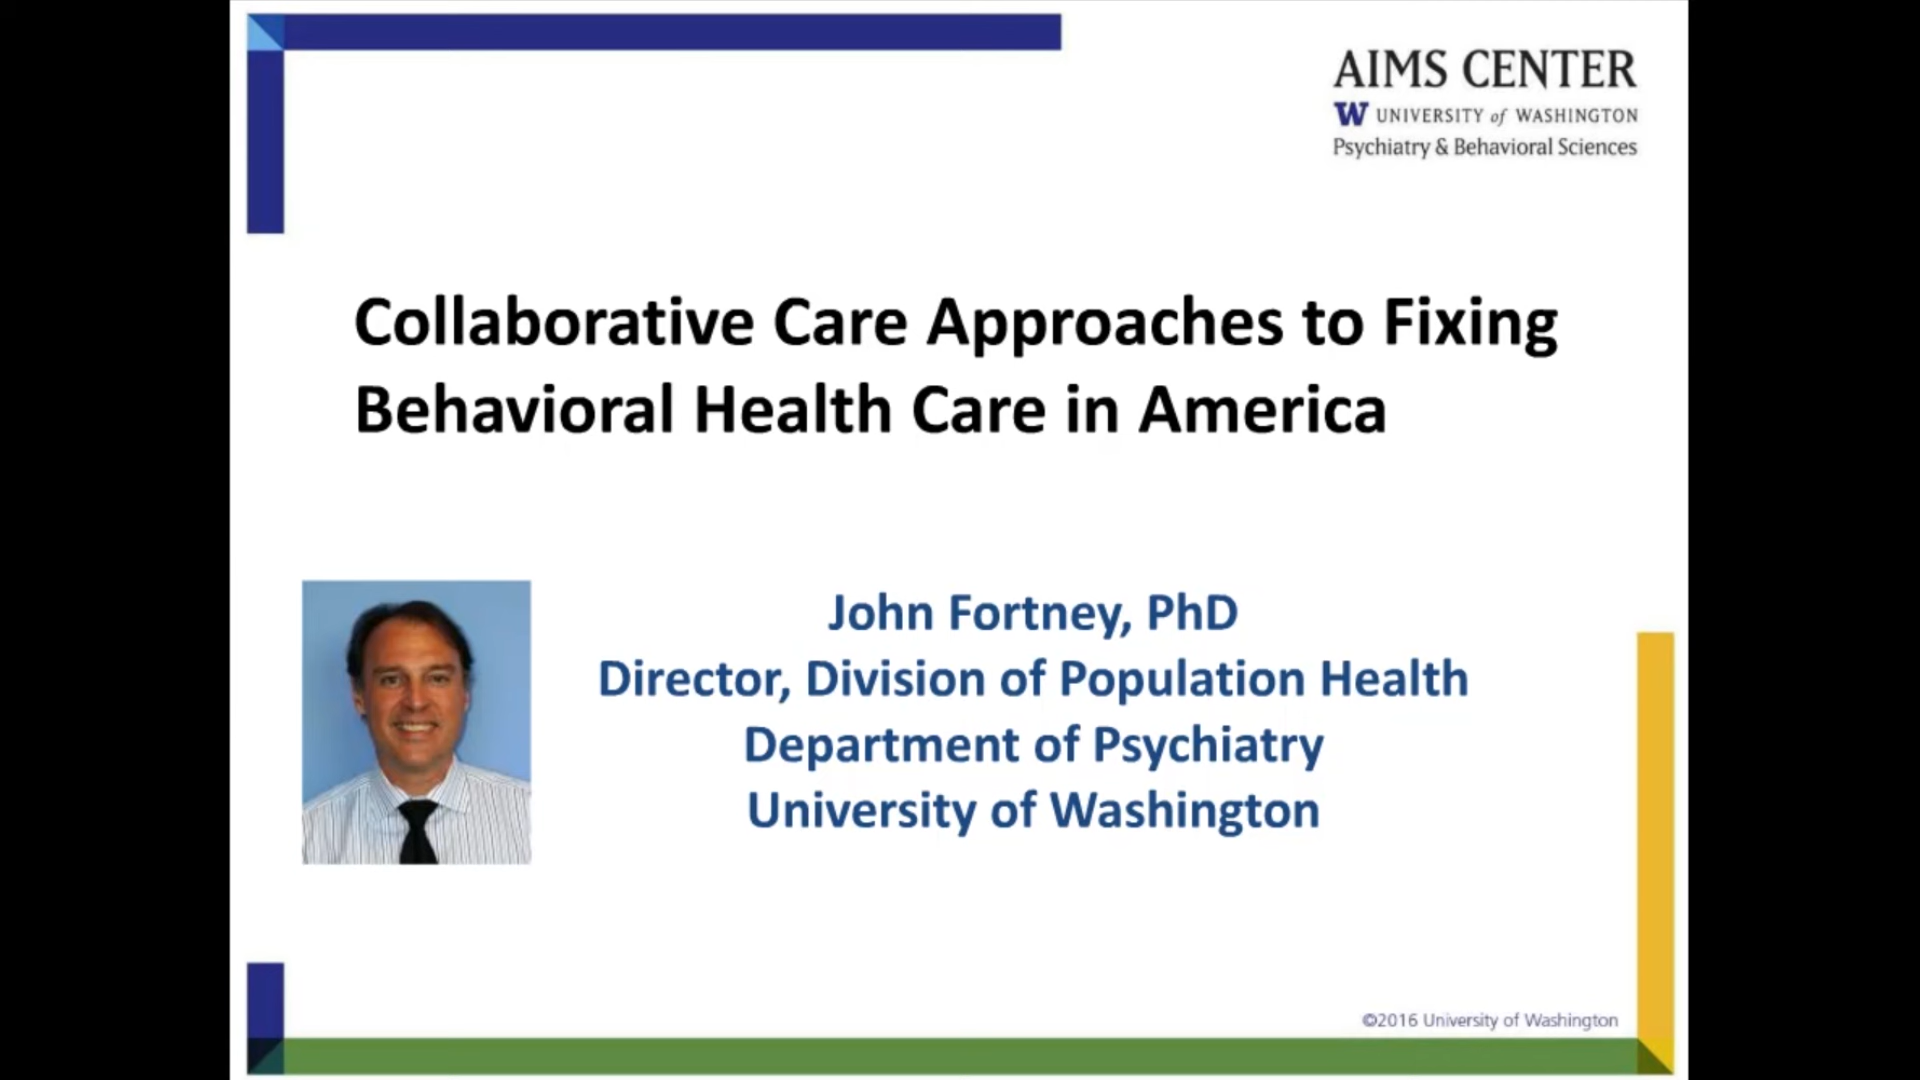 AIMS CENTER
W UNIVERSITY of WASHINGTON
Psychiatry & Behavioral Sciences
Collaborative Care Approaches to Fixing
Behavioral Health Care in America
John Fortney, PhD
Director, Division of Population Health
Department of Psychiatry
University of Washington
©2016 University of Washington